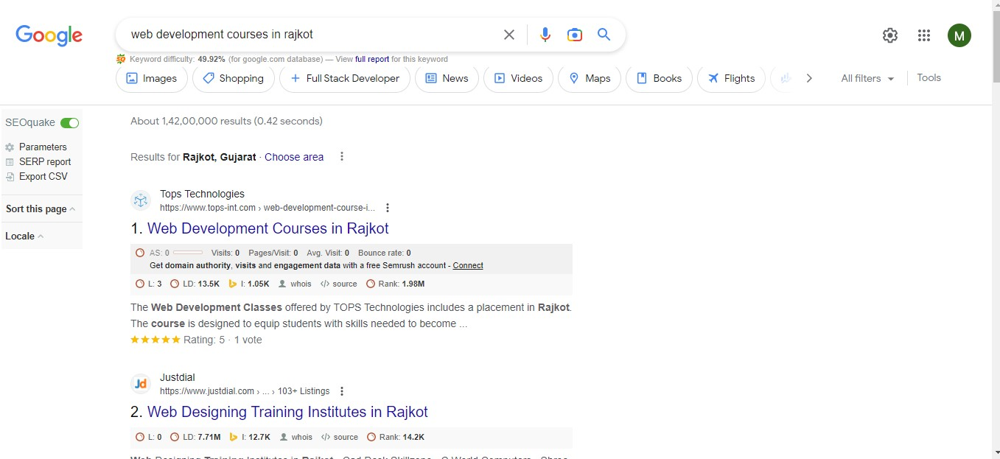 Google
web development courses in rajkot
M
Keyword difficulty: 49.92% (for google.com database) — View full report for this keyword
Images Shopping Full Stack Developer News Videos Maps Books Flights All filters Tools
SEOquake
Parameters
SERP report
Export CSV
Sort this page
Locale
About 1,42,00,000 results (0.42 seconds)
Results for Rajkot, Gujarat · Choose area
Tops Technologies
https://www.tops-int.com › web-development-course-i...
1. Web Development Courses in Rajkot
AS: 0 Visits: 0 Pages/Visit: 0 Avg. Visit: 0 Bounce rate: 0
Get domain authority, visits and engagement data with a free Semrush account - Connect
L: 3 LD: 13.5K I: 1.05K whois </> source Rank: 1.98M
The Web Development Classes offered by TOPS Technologies includes a placement in Rajkot.
The course is designed to equip students with skills needed to become ...
Rating: 5 · 1 vote
Jd
Justdial
https://www.justdial.com › ... › 103+ Listings
2. Web Designing Training Institutes in Rajkot
L: 0 LD: 7.71M I: 12.7K whois </> source Rank: 14.2K
Web Designing Training Institutes in Rajkot